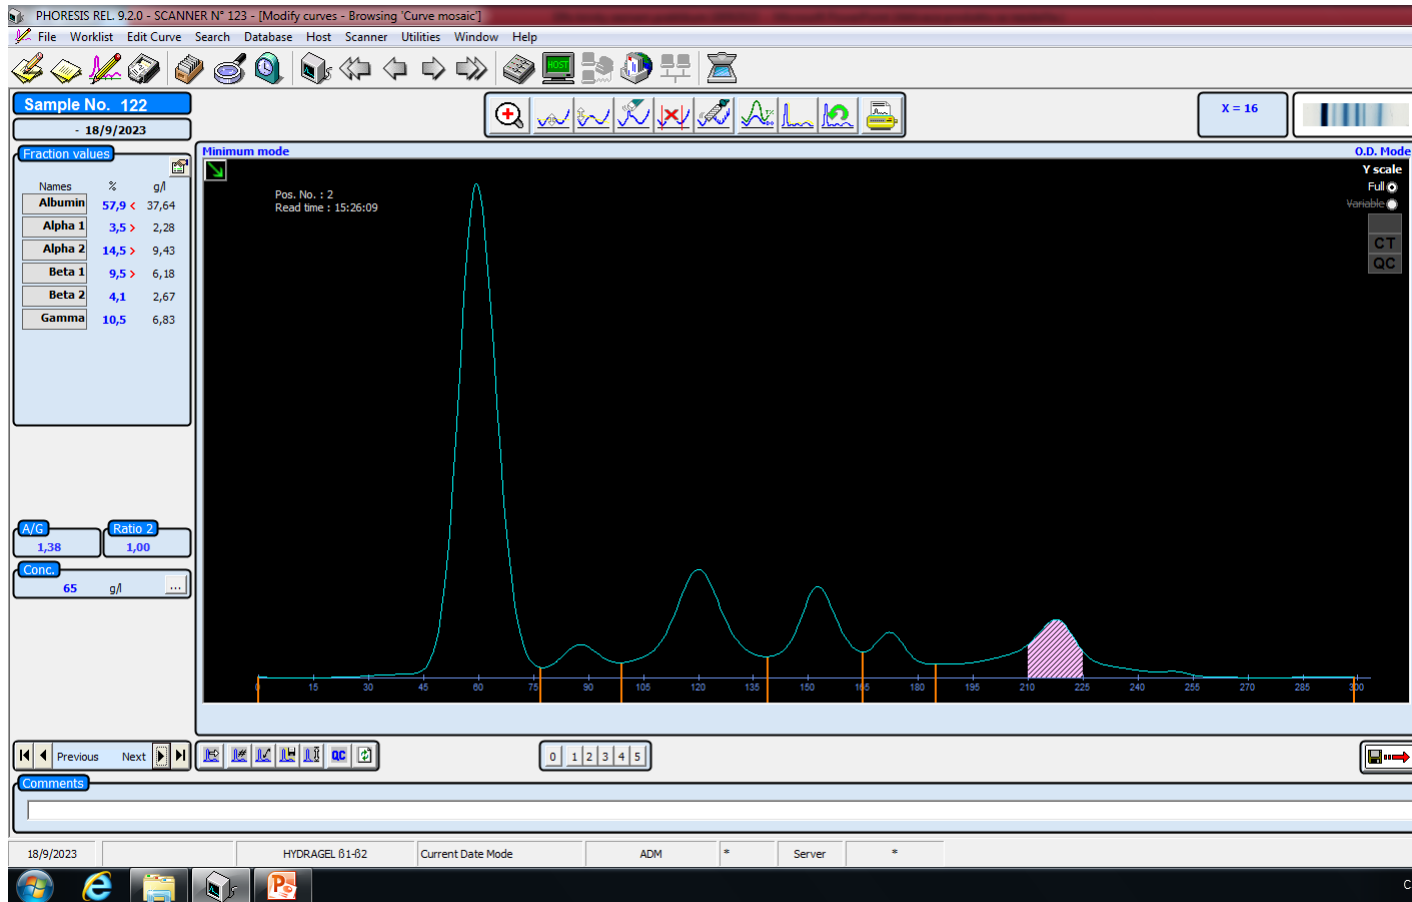 PHORESIS REL. 9.2.0 - SCANNER N° 123 - [Modify curves - Browsing 'Curve mosaic']
File Worklist Edit Curve Search Database Host Scanner Utilities Window Help
HOST
Sample No. 122
- 18/9/2023
X = 16
Fraction values
Names % g/l
Albumin 57,9 < 37,64
Alpha 1 3,5 > 2,28
Alpha 2 14,5 > 9,43
Beta 1 9,5 > 6,18
Beta 2 4,1 2,67
Gamma 10,5 6,83
A/G
1,38
Ratio 2
1,00
Conc.
65 g/l ...
Minimum mode
O.D. Mode
Pos. No. : 2
Read time : 15:26:09
Y scale
Full
Variable
CT
QC
0 15 30 45 60 75 90 105 120 135 150 165 180 195 210 225 240 255 270 285 300
Previous Next
QC
0 1 2 3 4 5
Comments
18/9/2023 HYDRAGEL ß1-ß2 Current Date Mode ADM * Server *
C